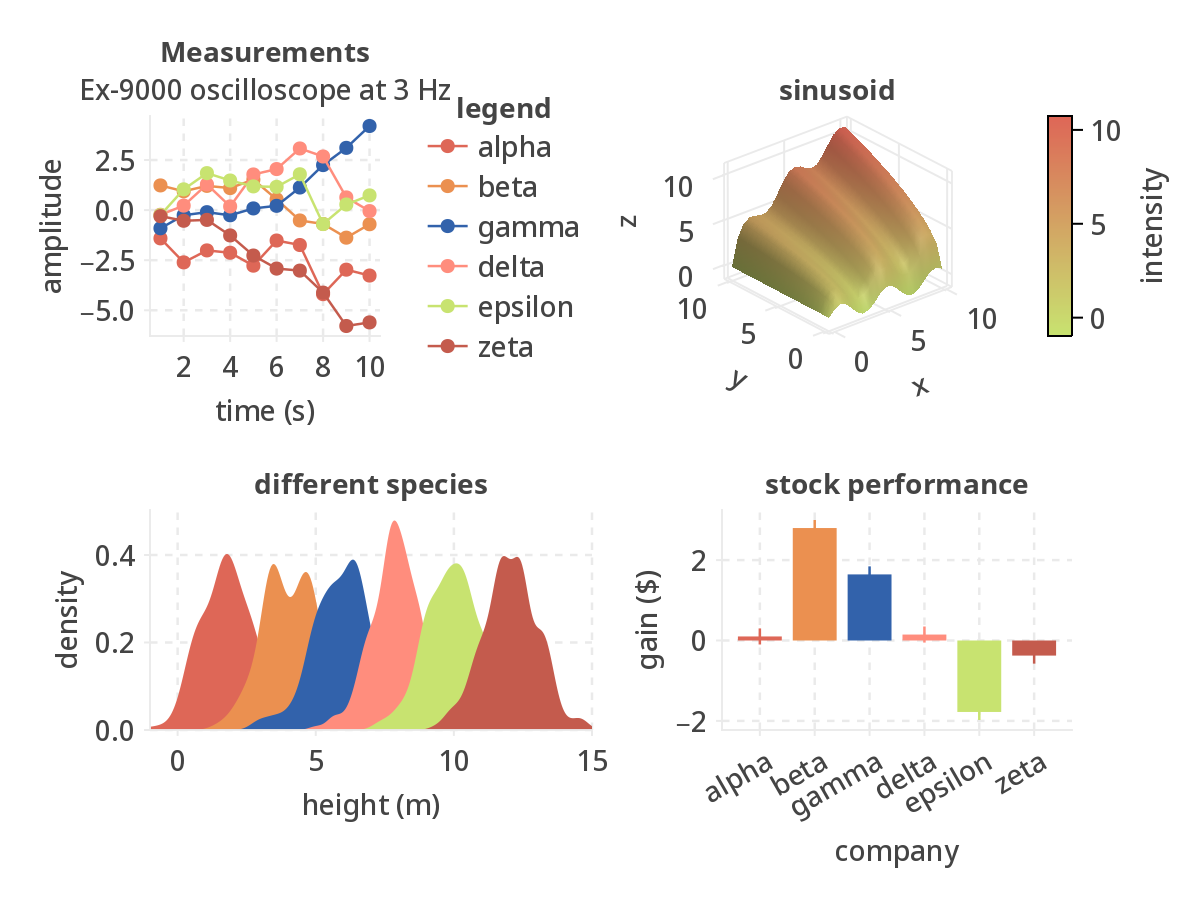 Measurements
Ex-9000 oscilloscope at 3 Hz
amplitude
2.5
0.0
−2.5
−5.0
2 4 6 8 10
time (s)
legend
alpha
beta
gamma
delta
epsilon
zeta
sinusoid
z
10
5
0
10
5
0
y
0
5
10
x
10
5
0
intensity
different species
density
0.4
0.2
0.0
0 5 10 15
height (m)
stock performance
gain ($)
2
0
−2
alpha beta gamma delta epsilon zeta
company